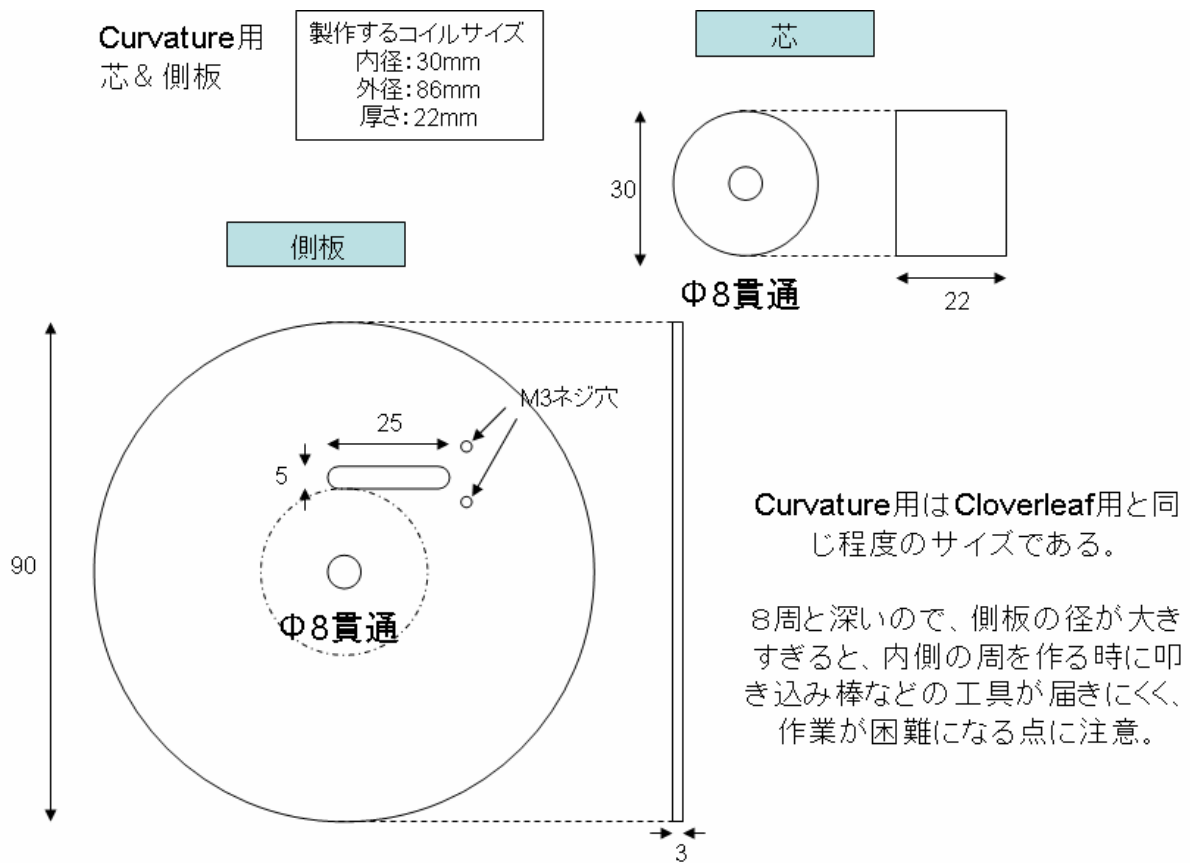 Curvature用
芯＆側板
製作するコイルサイズ
内径：30mm
外径：86mm
厚さ：22mm
芯
30
Φ8貫通
22
側板
M3ネジ穴
25
5
90
Φ8貫通
3
Curvature用はCloverleaf用と同
じ程度のサイズである。
８周と深いので、側板の径が大き
すぎると、内側の周を作る時に叩
き込み棒などの工具が届きにくく、
作業が困難になる点に注意。